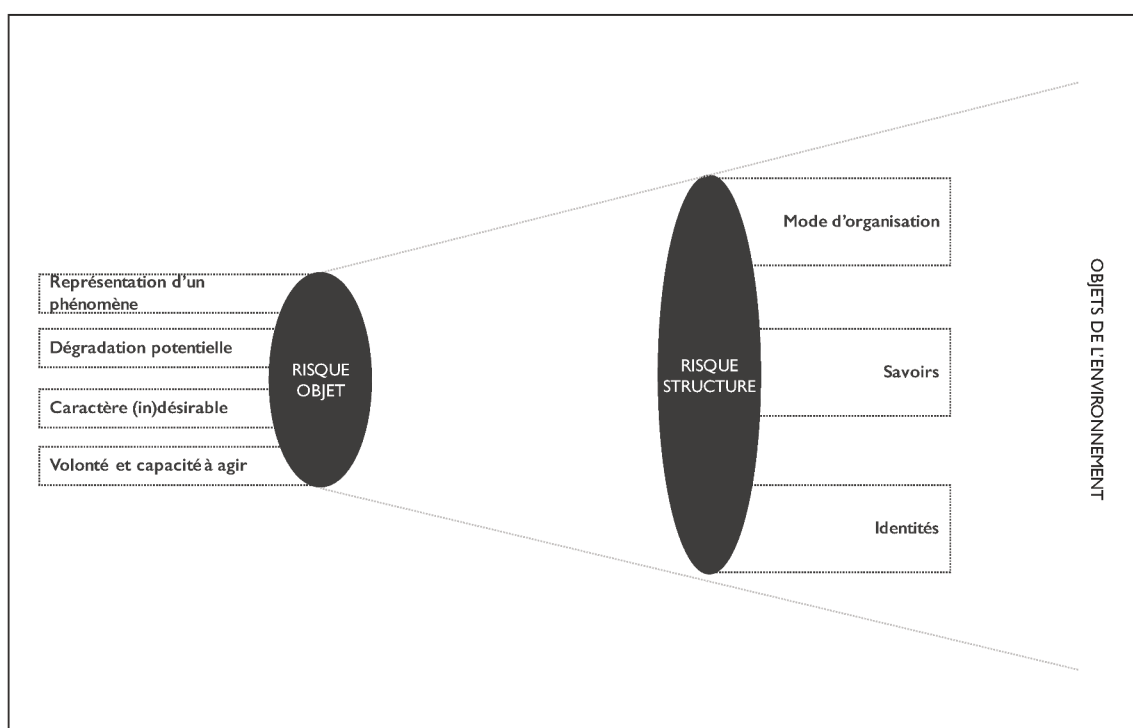 Représentation d'un
phénomène
Dégradation potentielle
Caractère (in)désirable
Volonté et capacité à agir
RISQUE
OBJET
RISQUE
STRUCTURE
Mode d'organisation
Savoirs
Identités
OBJETS DE L'ENVIRONNEMENT